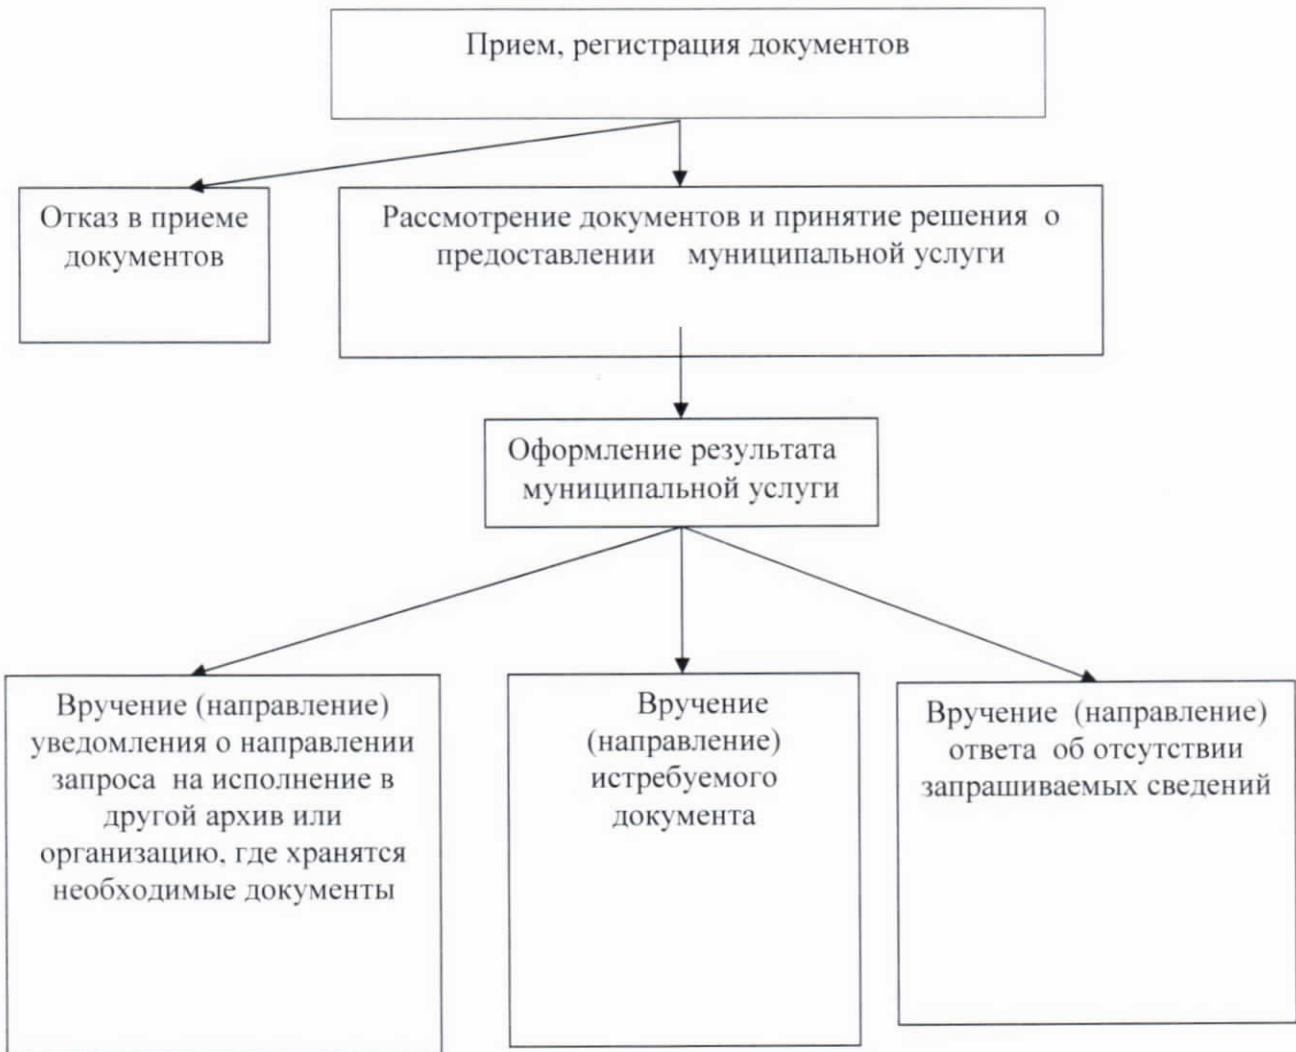 Прием, регистрация документов
Отказ в приеме
документов
Рассмотрение документов и принятие решения о
предоставлении муниципальной услуги
Оформление результата
муниципальной услуги
Вручение (направление)
уведомления о направлении
запроса на исполнение в
другой архив или
организацию, где хранятся
необходимые документы
Вручение
(направление)
истребуемого
документа
Вручение (направление)
ответа об отсутствии
запрашиваемых сведений